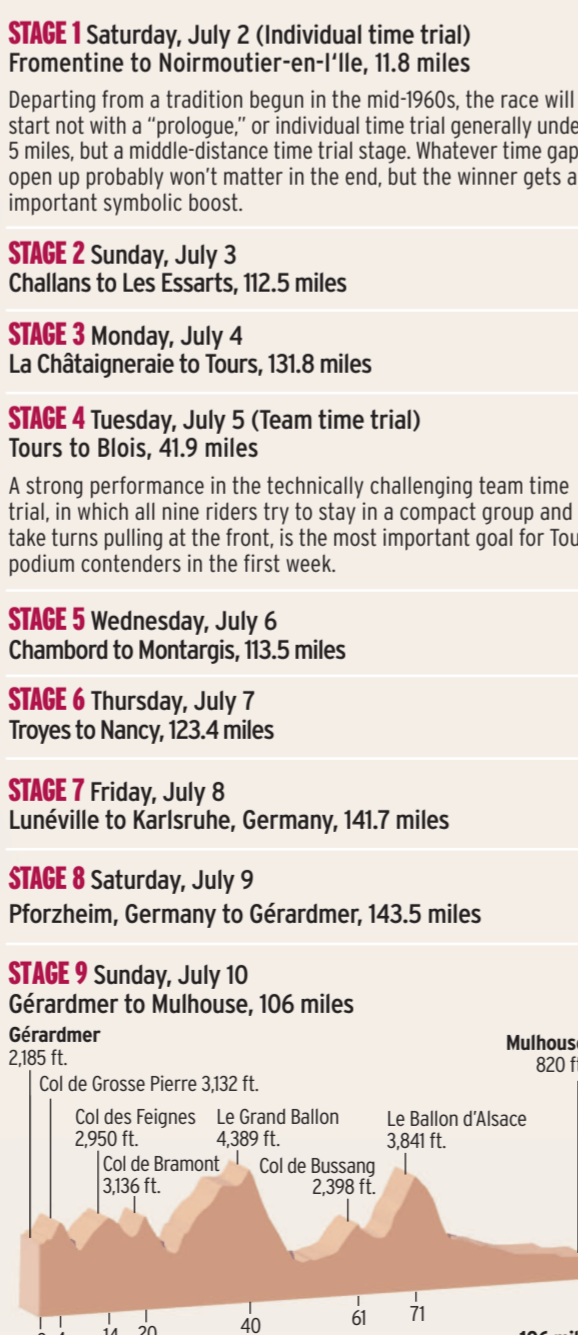 STAGE 1 Saturday, July 2 (Individual time trial)
Fromentine to Noirmoutier-en-l'Ile, 11.8 miles
Departing from a tradition begun in the mid-1960s, the race will
start not with a “prologue,” or individual time trial generally unde
5 miles, but a middle-distance time trial stage. Whatever time gap
open up probably won’t matter in the end, but the winner gets a
important symbolic boost.
STAGE 2 Sunday, July 3
Challans to Les Essarts, 112.5 miles
STAGE 3 Monday, July 4
La Châtaigneraie to Tours, 131.8 miles
STAGE 4 Tuesday, July 5 (Team time trial)
Tours to Blois, 41.9 miles
A strong performance in the technically challenging team time
trial, in which all nine riders try to stay in a compact group and
take turns pulling at the front, is the most important goal for Tou
podium contenders in the first week.
STAGE 5 Wednesday, July 6
Chambord to Montargis, 113.5 miles
STAGE 6 Thursday, July 7
Troyes to Nancy, 123.4 miles
STAGE 7 Friday, July 8
Lunéville to Karlsruhe, Germany, 141.7 miles
STAGE 8 Saturday, July 9
Pforzheim, Germany to Gérardmer, 143.5 miles
STAGE 9 Sunday, July 10
Gérardmer to Mulhouse, 106 miles
Gérardmer
2,185 ft.
Mulhouse
820 ft
Col de Grosse Pierre 3,132 ft.
Col des Feignes
2,950 ft.
Le Grand Ballon
4,389 ft.
Le Ballon d’Alsace
3,841 ft.
Col de Bramont
3,136 ft.
Col de Bussang
2,398 ft.
14 20 40 61 71